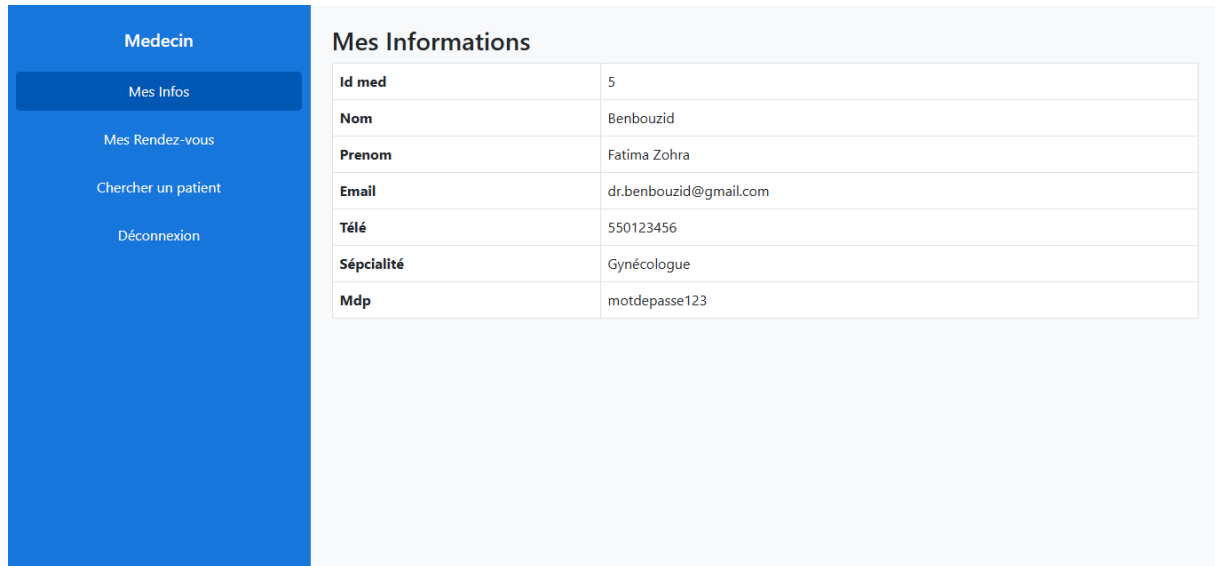 Medecin
Mes Infos
Mes Rendez-vous
Chercher un patient
Déconnexion
Mes Informations
Id med 5
Nom Benbouzid
Prenom Fatima Zohra
Email dr.benbouzid@gmail.com
Télé 550123456
Sépcialité Gynécologue
Mdp motdepasse123